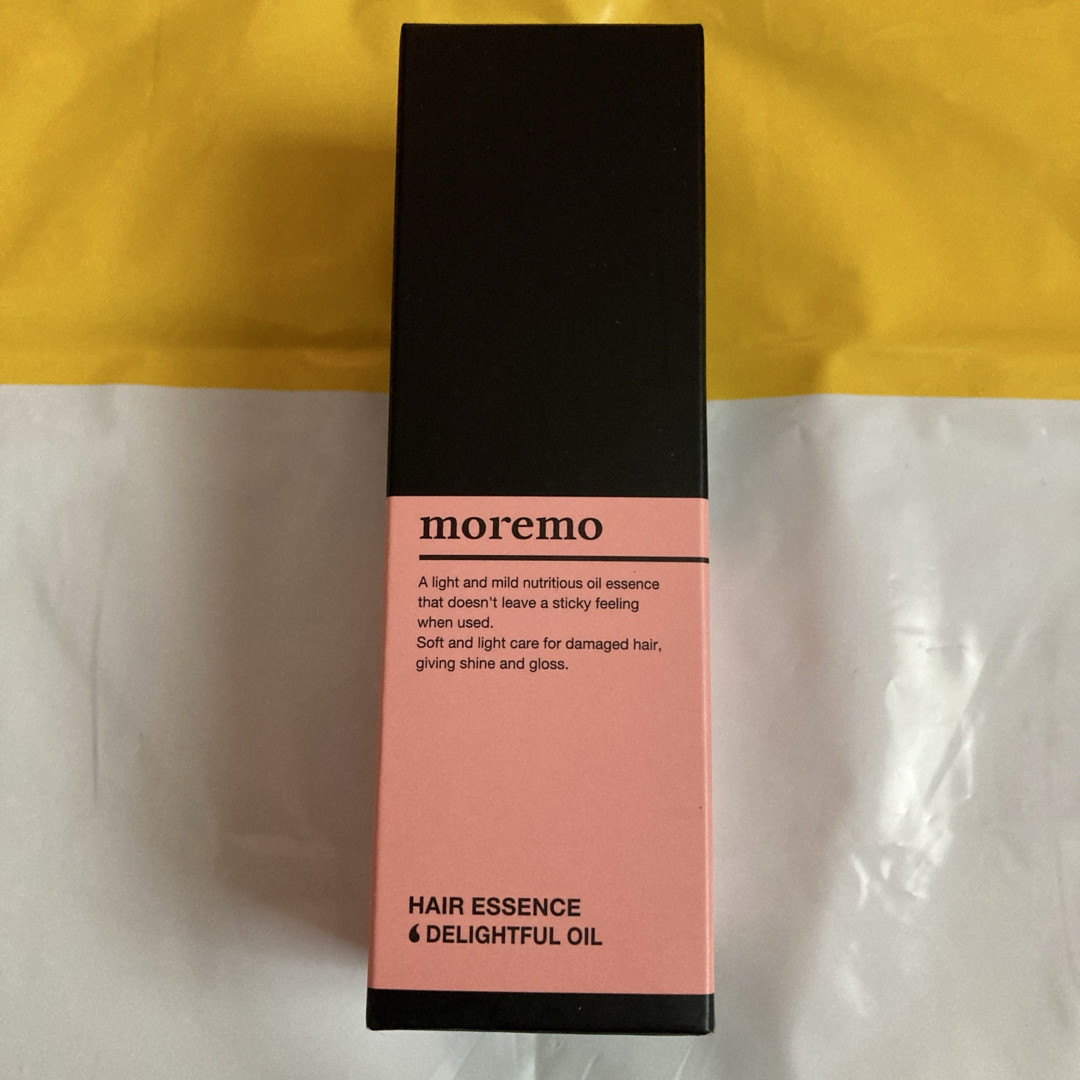 moremo
A light and mild nutritious oil essence
that doesn't leave a sticky feeling
when used.
Soft and light care for damaged hair,
giving shine and gloss.
HAIR ESSENCE
DELIGHTFUL OIL